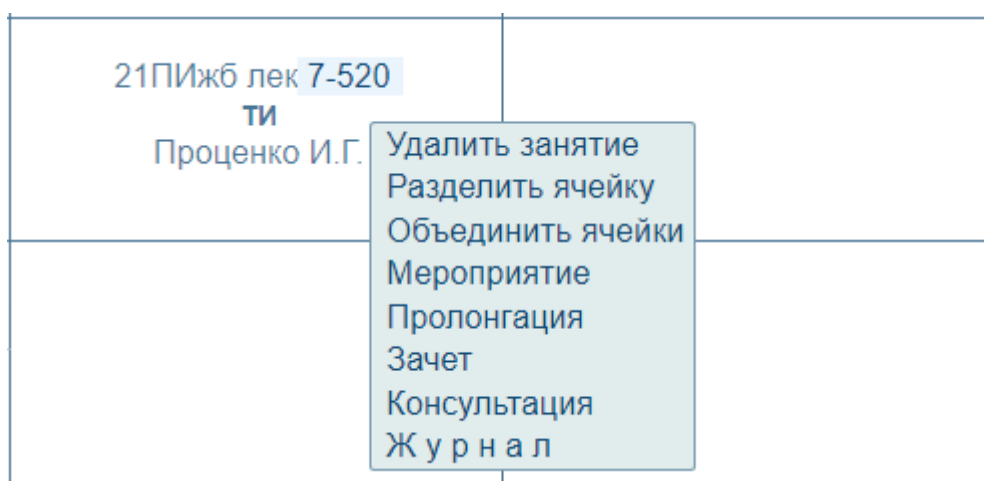 21ПИжб лек 7-520
ТИ
Проценко И.Г.
Удалить занятие
Разделить ячейку
Объединить ячейки
Мероприятие
Пролонгация
Зачет
Консультация
Ж у р н а л